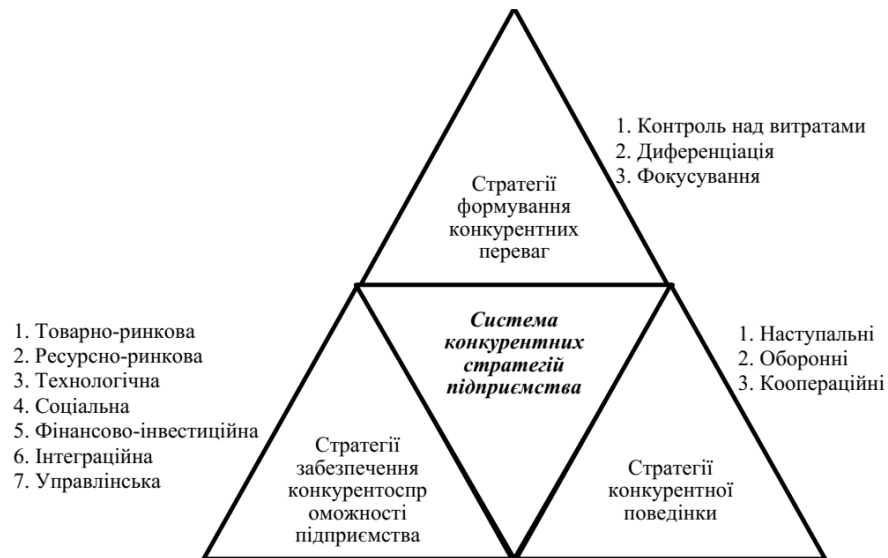 1. Контроль над витратами
2. Диференціація
3. Фокусування
Стратегії
формування
конкурентних
переваг
Система
конкурентних
стратегій
підприємства
1. Товарно-ринкова
2. Ресурсно-ринкова
3. Технологічна
4. Соціальна
5. Фінансово-інвестиційна
6. Інтеграційна
7. Управлінська
1. Наступальні
2. Оборонні
3. Коопераційні
Стратегії
забезпечення
конкурентоспр
оможності
підприємства
Стратегії
конкурентної
поведінки